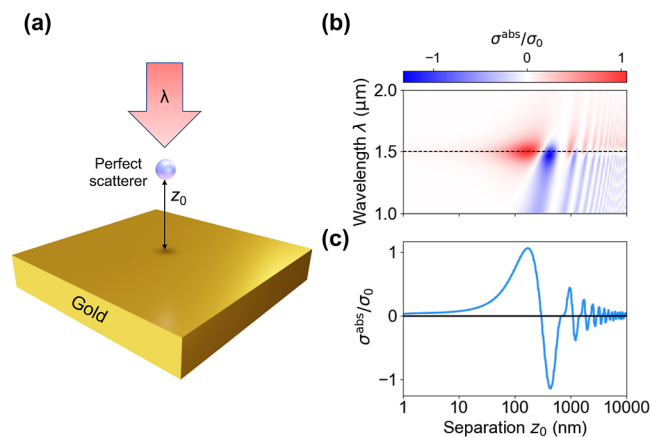 (a)
λ
Perfect
scatterer
z₀
Gold
(b)
σᵃᵇˢ/σ₀
−1
0
1
Wavelength λ (μm)
2.0
1.5
1.0
(c)
σᵃᵇˢ/σ₀
1
0
−1
1
10
100
1000
10000
Separation z₀ (nm)